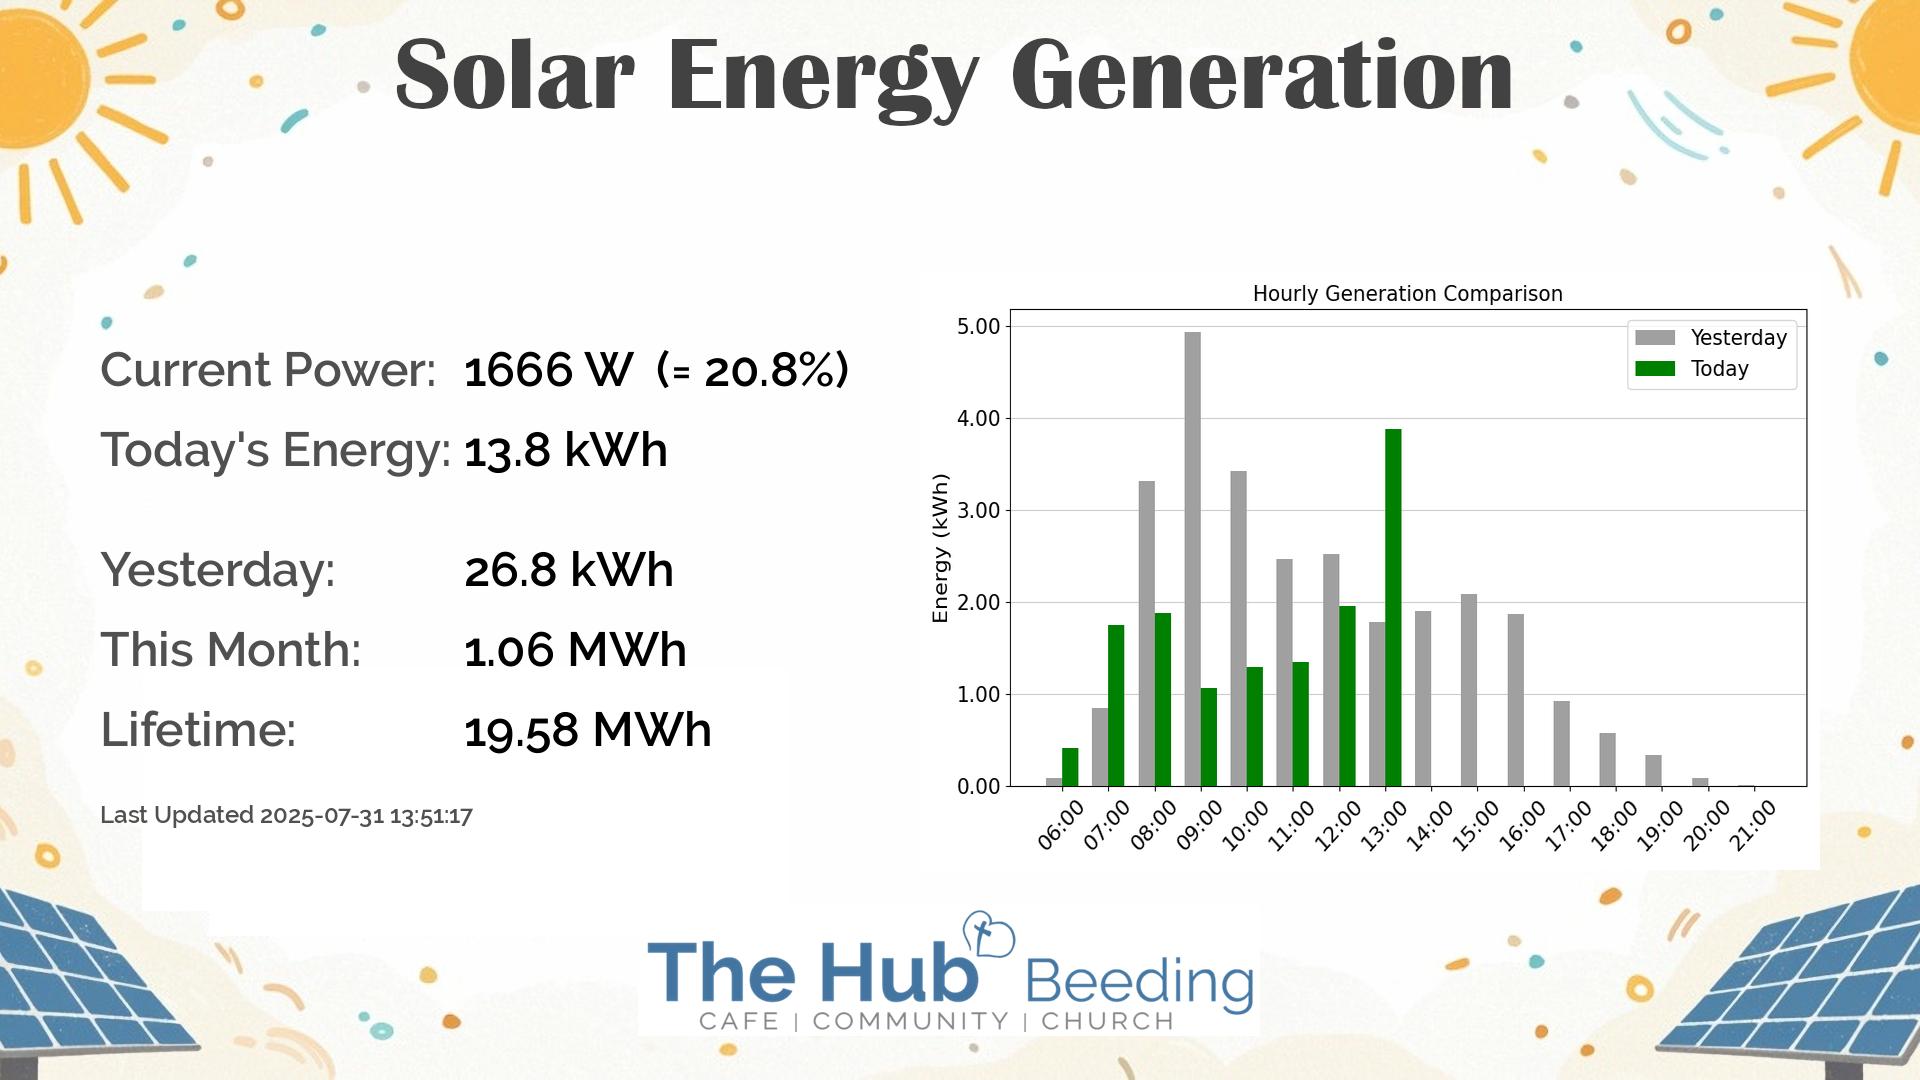 Solar Energy Generation
Current Power: 1666 W (= 20.8%)
Today's Energy: 13.8 kWh
Yesterday: 26.8 kWh
This Month: 1.06 MWh
Lifetime: 19.58 MWh
Last Updated 2025-07-31 13:51:17
Hourly Generation Comparison
Yesterday
Today
Energy (kWh)
5.00
4.00
3.00
2.00
1.00
0.00
06:00 07:00 08:00 09:00 10:00 11:00 12:00 13:00 14:00 15:00 16:00 17:00 18:00 19:00 20:00 21:00
The Hub Beeding
CAFE | COMMUNITY | CHURCH